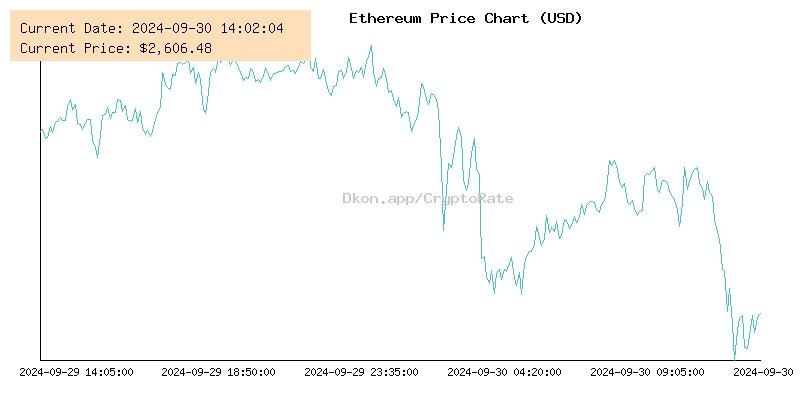 Ethereum Price Chart (USD)
Current Date: 2024-09-30 14:02:04
Current Price: $2,606.48
Dkon.app/CryptoRate
2024-09-29 14:05:00 2024-09-29 18:50:00 2024-09-29 23:35:00 2024-09-30 04:20:00 2024-09-30 09:05:00 2024-09-30